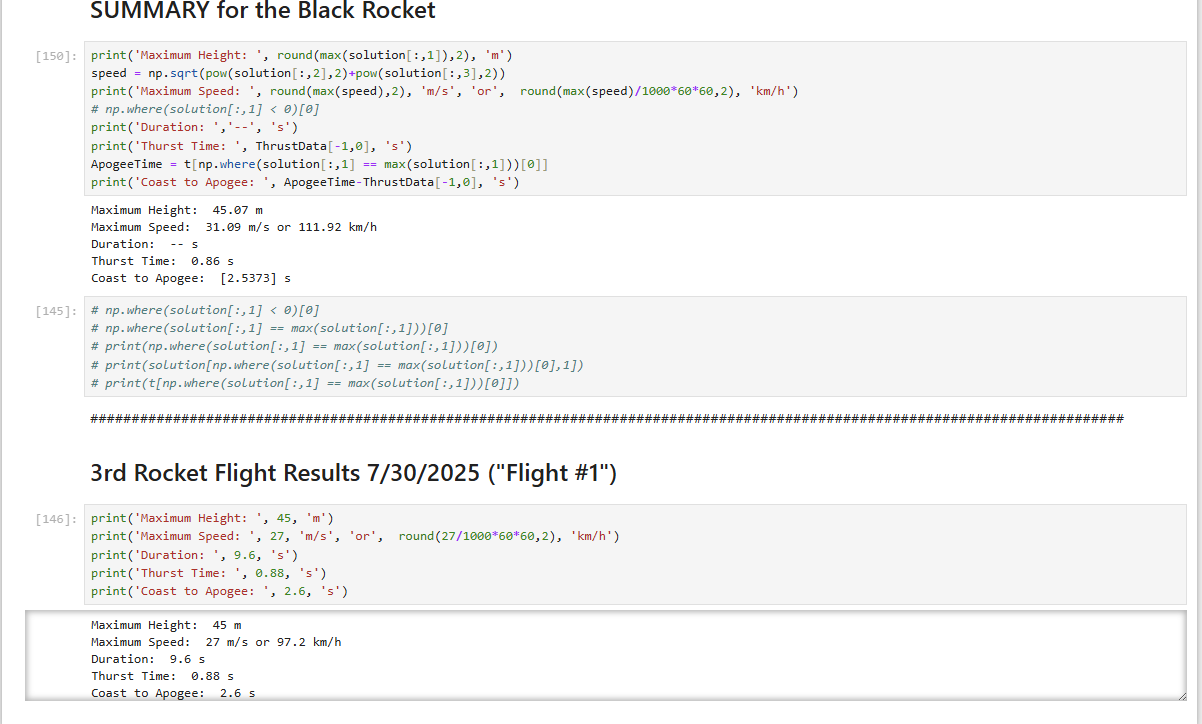 SUMMARY for the Black Rocket
[150]:
print('Maximum Height: ', round(max(solution[:,1]),2), 'm')
speed = np.sqrt(pow(solution[:,2],2)+pow(solution[:,3],2))
print('Maximum Speed: ', round(max(speed),2), 'm/s', 'or',  round(max(speed)/1000*60*60,2), 'km/h')
# np.where(solution[:,1] < 0)[0]
print('Duration: ','--', 's')
print('Thurst Time: ', ThrustData[-1,0], 's')
ApogeeTime = t[np.where(solution[:,1] == max(solution[:,1]))[0]]
print('Coast to Apogee: ', ApogeeTime-ThrustData[-1,0], 's')
Maximum Height:  45.07 m
Maximum Speed:  31.09 m/s or 111.92 km/h
Duration:  -- s
Thurst Time:  0.86 s
Coast to Apogee:  [2.5373] s
[145]:
# np.where(solution[:,1] < 0)[0]
# np.where(solution[:,1] == max(solution[:,1]))[0]
# print(np.where(solution[:,1] == max(solution[:,1]))[0])
# print(solution[np.where(solution[:,1] == max(solution[:,1]))[0],1])
# print(t[np.where(solution[:,1] == max(solution[:,1]))[0]])
################################################################################################################################################
3rd Rocket Flight Results 7/30/2025 ("Flight #1")
[146]:
print('Maximum Height: ', 45, 'm')
print('Maximum Speed: ', 27, 'm/s', 'or',  round(27/1000*60*60,2), 'km/h')
print('Duration: ', 9.6, 's')
print('Thurst Time: ', 0.88, 's')
print('Coast to Apogee: ', 2.6, 's')
Maximum Height:  45 m
Maximum Speed:  27 m/s or 97.2 km/h
Duration:  9.6 s
Thurst Time:  0.88 s
Coast to Apogee:  2.6 s